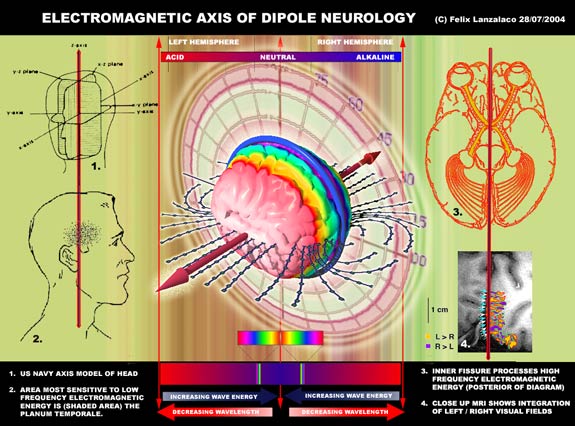 ELECTROMAGNETIC AXIS OF DIPOLE NEUROLOGY (C) Felix Lanzalaco 28/07/2004
LEFT HEMISPHERE RIGHT HEMISPHERE
ACID NEUTRAL ALKALINE
z-axis
x-z plane
y-z plane
x-axis
x-y plane
y-axis
x-axis
1.
2.
75
60
45
30
15
00
3.
1 cm
L > R
R > L
4.
INCREASING WAVE ENERGY INCREASING WAVE ENERGY
DECREASING WAVELENGTH DECREASING WAVELENGTH
1. US NAVY AXIS MODEL OF HEAD
2. AREA MOST SENSITIVE TO LOW
FREQUENCY ELECTROMAGNETIC
ENERGY IS (SHADED AREA) THE
PLANUM TEMPORALE.
3. INNER FISSURE PROCESSES HIGH
FREQUENCY ELECTROMAGNETIC
ENERGY (POSTERIOR OF DIAGRAM)
4. CLOSE UP MRI SHOWS INTEGRATION
OF LEFT / RIGHT VISUAL FIELDS